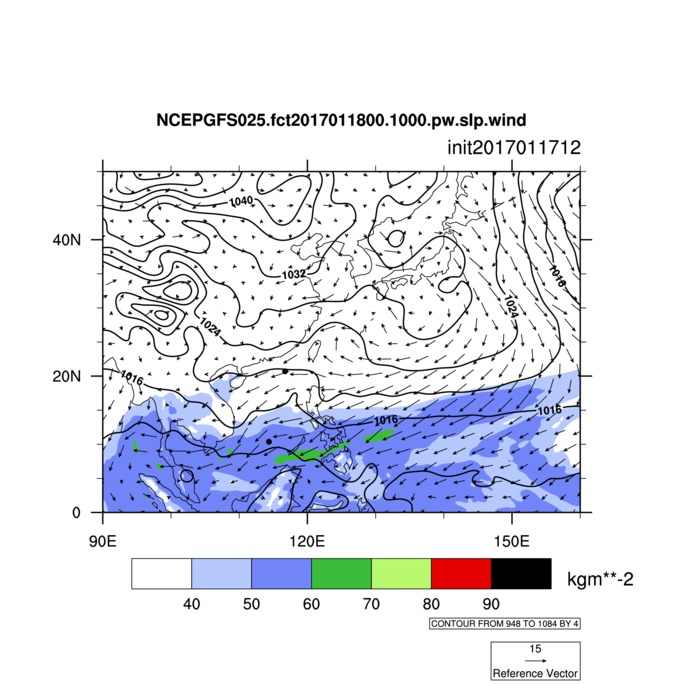 NCEPGFS025.fct2017011800.1000.pw.slp.wind
init2017011712
1040
40N
1032
1016
1024
1024
20N
1016
1016
1016
0
90E 120E 150E
kgm**-2
40 50 60 70 80 90
CONTOUR FROM 948 TO 1084 BY 4
15
Reference Vector